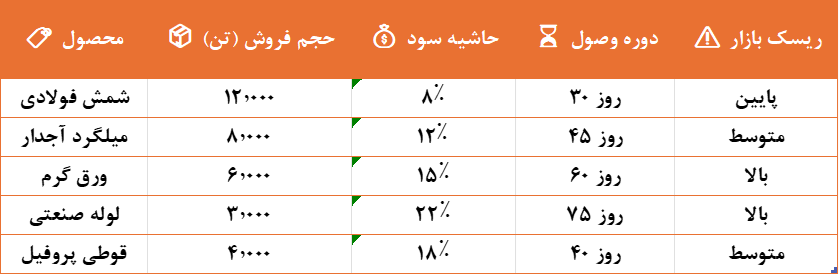 محصول حجم فروش (تن) حاشیه سود دوره وصول ریسک بازار
شمش فولادی ۱۲,۰۰۰ ۸٪ روز ۳۰ پایین
میلگرد آجدار ۸,۰۰۰ ۱۲٪ روز ۴۵ متوسط
ورق گرم ۶,۰۰۰ ۱۵٪ روز ۶۰ بالا
لوله صنعتی ۳,۰۰۰ ۲۲٪ روز ۷۵ بالا
قوطی پروفیل ۴,۰۰۰ ۱۸٪ روز ۴۰ متوسط